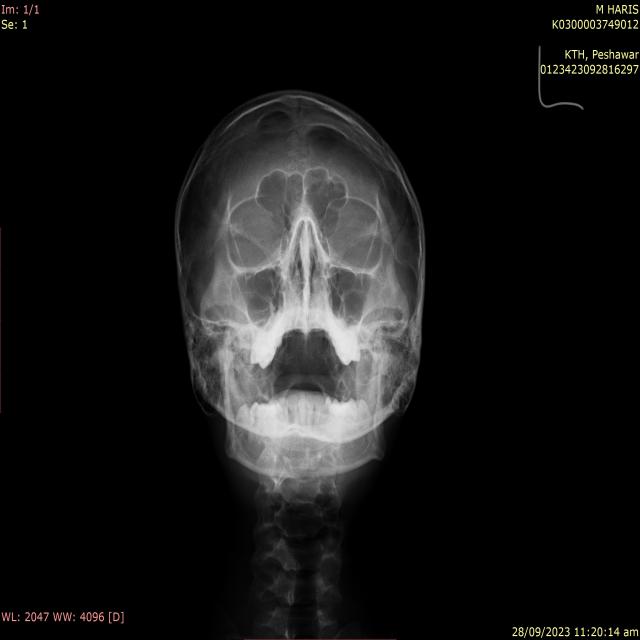 Im: 1/1
Se: 1
M HARIS
K0300003749012
KTH, Peshawar
0123423092816297
WL: 2047 WW: 4096 [D]
28/09/2023 11:20:14 am